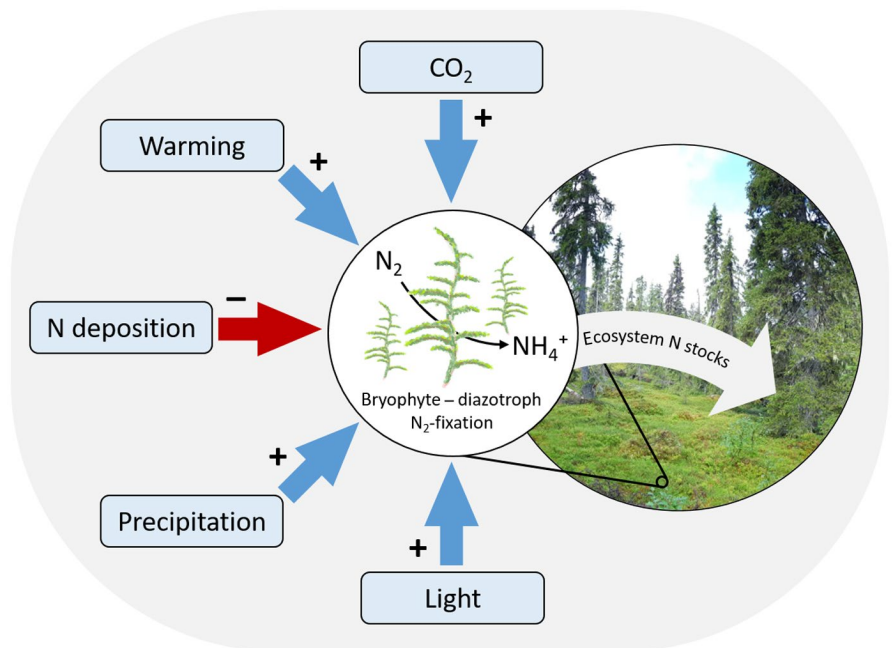 CO₂
+
Warming
+
N deposition
−
N₂
NH₄⁺
Bryophyte – diazotroph
N₂-fixation
Ecosystem N stocks
Precipitation
+
Light
+